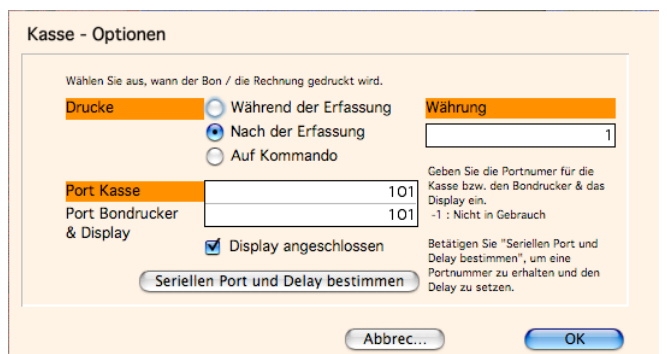 Kasse - Optionen
Wählen Sie aus, wann der Bon / die Rechnung gedruckt wird.
Drucke
Während der Erfassung
Nach der Erfassung
Auf Kommando
Währung
1
Port Kasse
101
Port Bondrucker
& Display
101
Display angeschlossen
Seriellen Port und Delay bestimmen
Geben Sie die Portnumer für die
Kasse bzw. den Bondrucker & das
Display ein.
-1 : Nicht in Gebrauch
Betätigen Sie "Seriellen Port und
Delay bestimmen", um eine
Portnummer zu erhalten und den
Delay zu setzen.
Abbrec...
OK